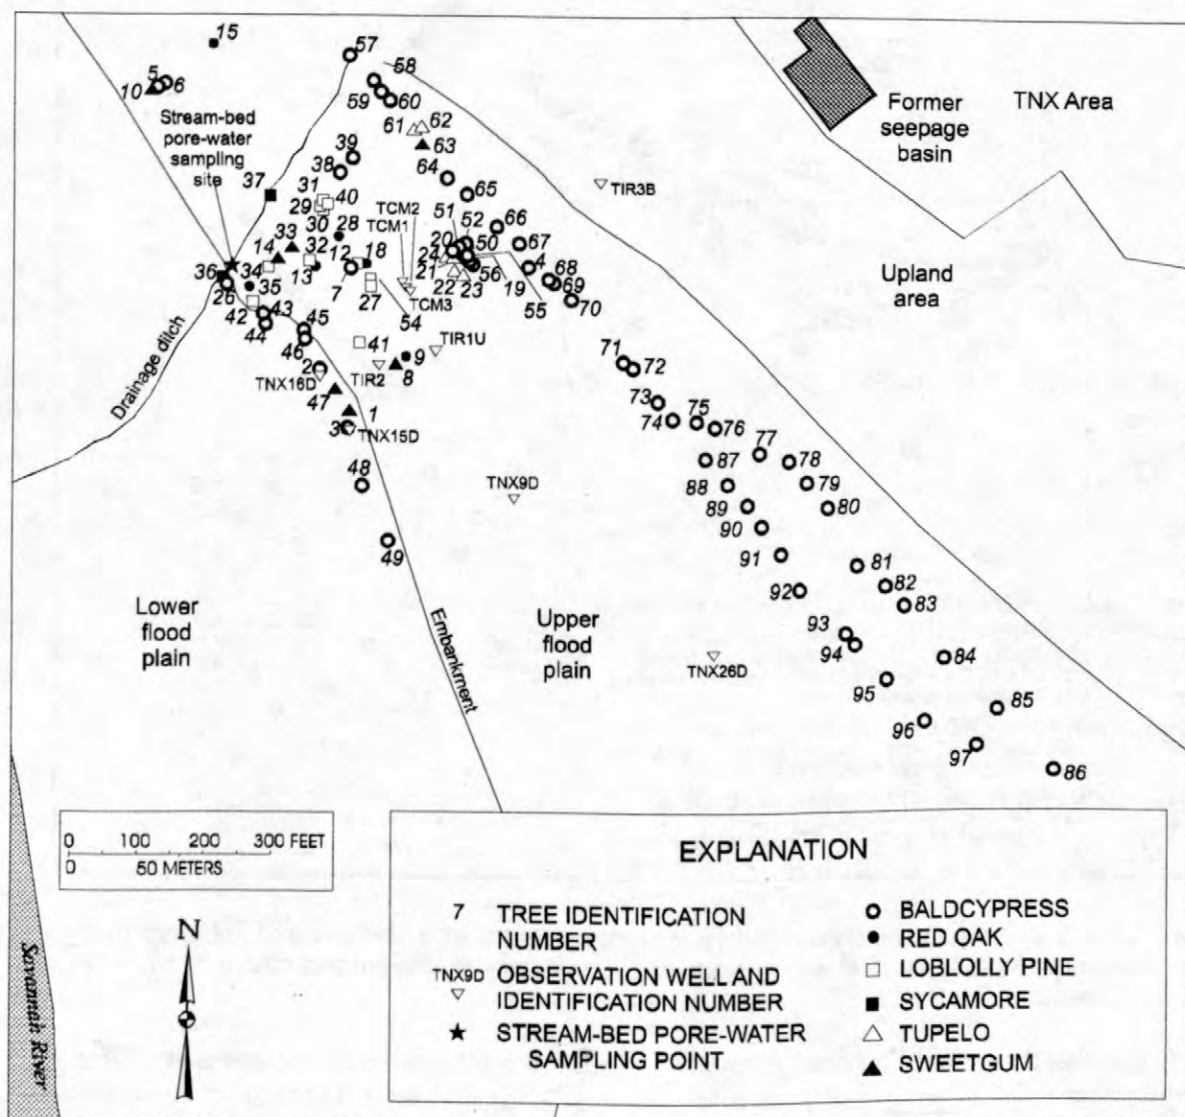 15
57
58
5
6
10
59
60
Stream-bed
pore-water
sampling
site
61
62
63
Former
seepage
basin
TNX Area
39
38
64
37
31
40
65
TIR3B
29
30
28
TCM2
TCM1
51
52
66
33
14
32
12
18
20
50
67
24
36
34
13
7
21
56
4
68
Upland
area
26
35
27
22
23
19
69
70
42
43
TCM3
55
44
45
54
46
41
TIR1U
71
72
Drainage ditch
2
9
TNX16D
TIR2
8
73
47
1
74
75
76
3
TNX15D
77
87
78
48
TNX9D
88
79
89
80
90
49
91
81
Lower
flood
plain
Upper
flood
plain
92
82
83
Embankment
93
94
84
TNX26D
95
85
96
97
86
0 100 200 300 FEET
0 50 METERS
N
Savannah River
EXPLANATION
7 TREE IDENTIFICATION
NUMBER
TNX9D OBSERVATION WELL AND
IDENTIFICATION NUMBER
STREAM-BED PORE-WATER
SAMPLING POINT
BALDCYPRESS
RED OAK
LOBLOLLY PINE
SYCAMORE
TUPELO
SWEETGUM